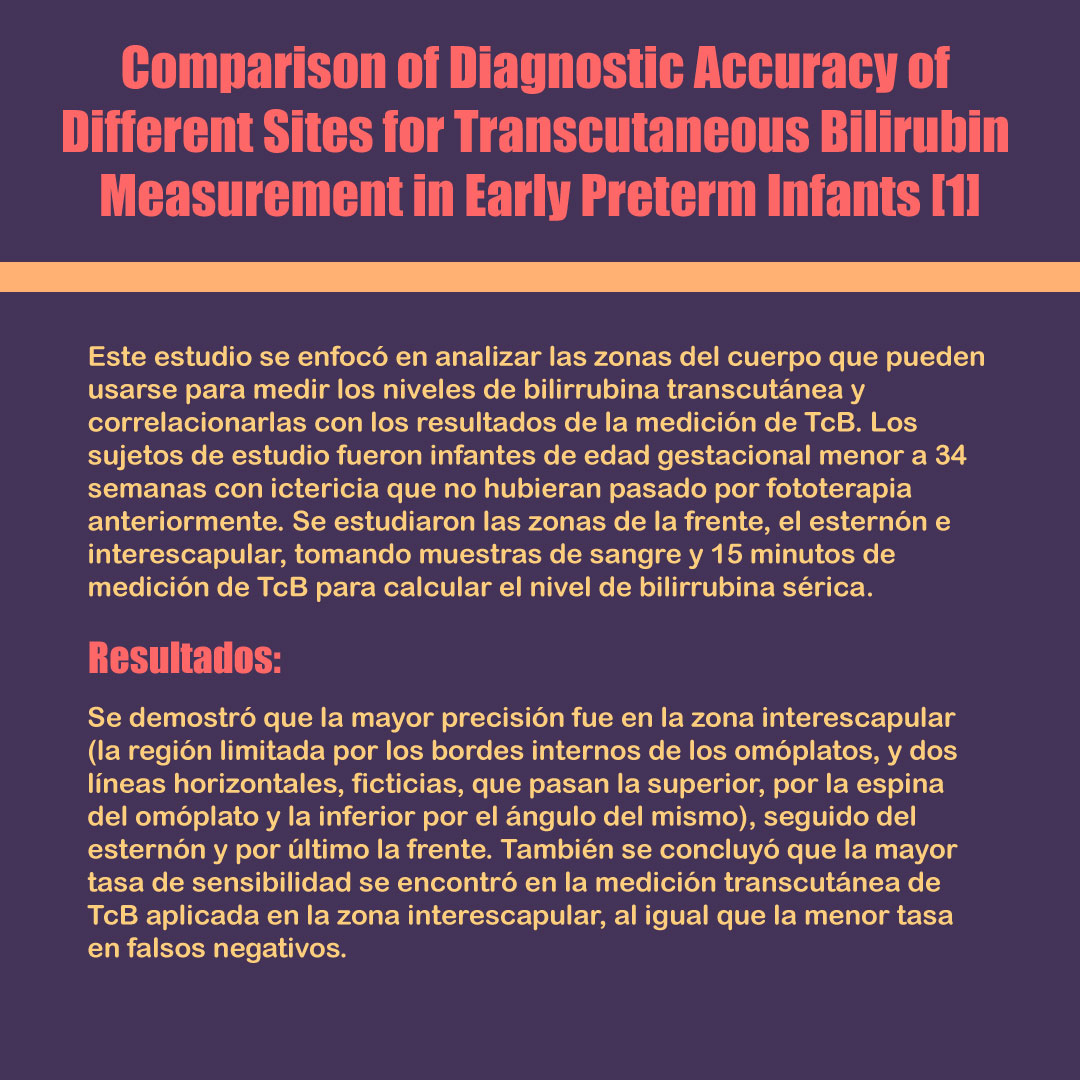 Comparison of Diagnostic Accuracy of
Different Sites for Transcutaneous Bilirubin
Measurement in Early Preterm Infants [1]
Este estudio se enfocó en analizar las zonas del cuerpo que pueden
usarse para medir los niveles de bilirrubina transcutánea y
correlacionarlas con los resultados de la medición de TcB. Los
sujetos de estudio fueron infantes de edad gestacional menor a 34
semanas con ictericia que no hubieran pasado por fototerapia
anteriormente. Se estudiaron las zonas de la frente, el esternón e
interescapular, tomando muestras de sangre y 15 minutos de
medición de TcB para calcular el nivel de bilirrubina sérica.
Resultados:
Se demostró que la mayor precisión fue en la zona interescapular
(la región limitada por los bordes internos de los omóplatos, y dos
líneas horizontales, ficticias, que pasan la superior, por la espina
del omóplato y la inferior por el ángulo del mismo), seguido del
esternón y por último la frente. También se concluyó que la mayor
tasa de sensibilidad se encontró en la medición transcutánea de
TcB aplicada en la zona interescapular, al igual que la menor tasa
en falsos negativos.